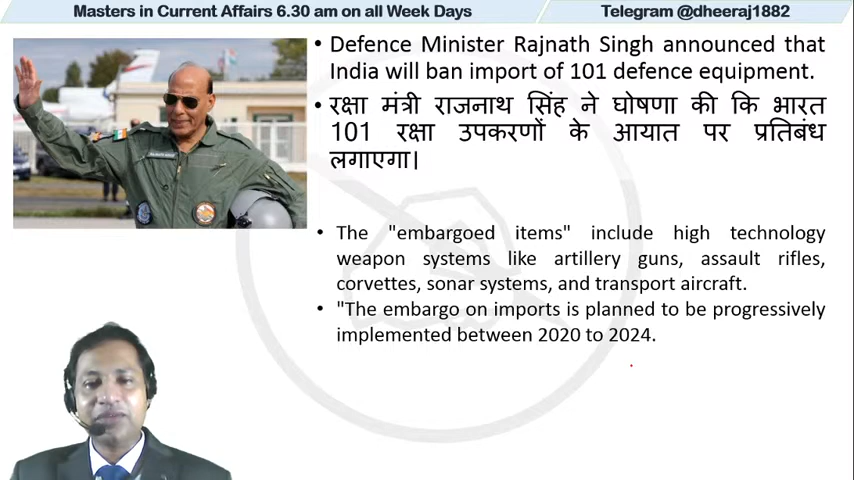 Masters in Current Affairs 6.30 am on all Week Days
Telegram @dheeraj1882
• Defence Minister Rajnath Singh announced that
India will ban import of 101 defence equipment.
• रक्षा मंत्री राजनाथ सिंह ने घोषणा की कि भारत
101 रक्षा उपकरणों के आयात पर प्रतिबंध
लगाएगा।
• The "embargoed items" include high technology
weapon systems like artillery guns, assault rifles,
corvettes, sonar systems, and transport aircraft.
• "The embargo on imports is planned to be progressively
implemented between 2020 to 2024.